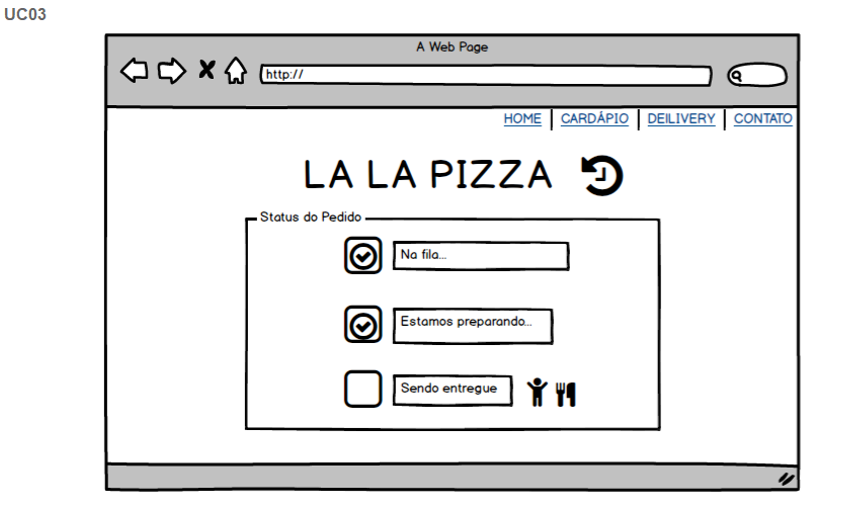 UC03
A Web Page
http://
HOME | CARDÁPIO | DEILIVERY | CONTATO
LA LA PIZZA
Status do Pedido
Na fila...
Estamos preparando...
Sendo entregue